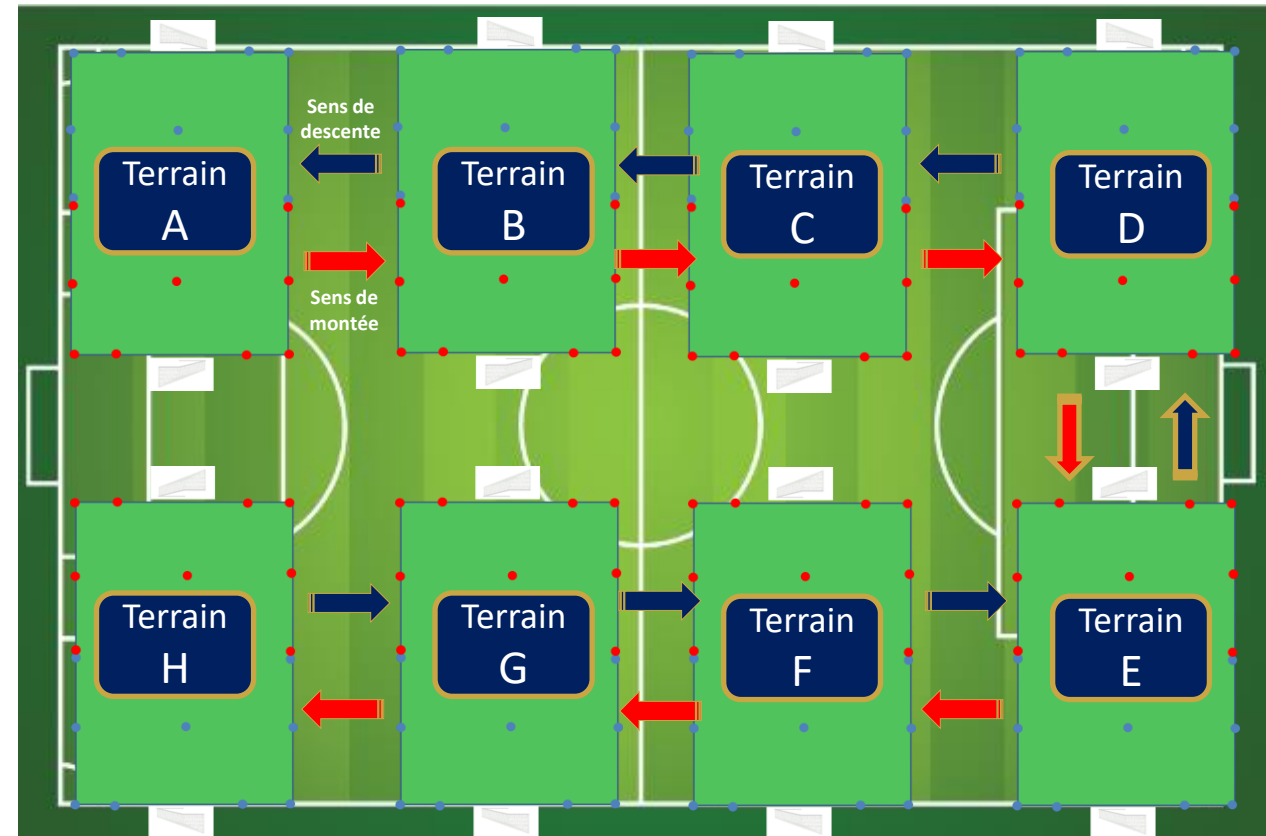 Sens de
descente
Terrain
A
Terrain
B
Terrain
C
Terrain
D
Sens de
montée
Terrain
H
Terrain
G
Terrain
F
Terrain
E